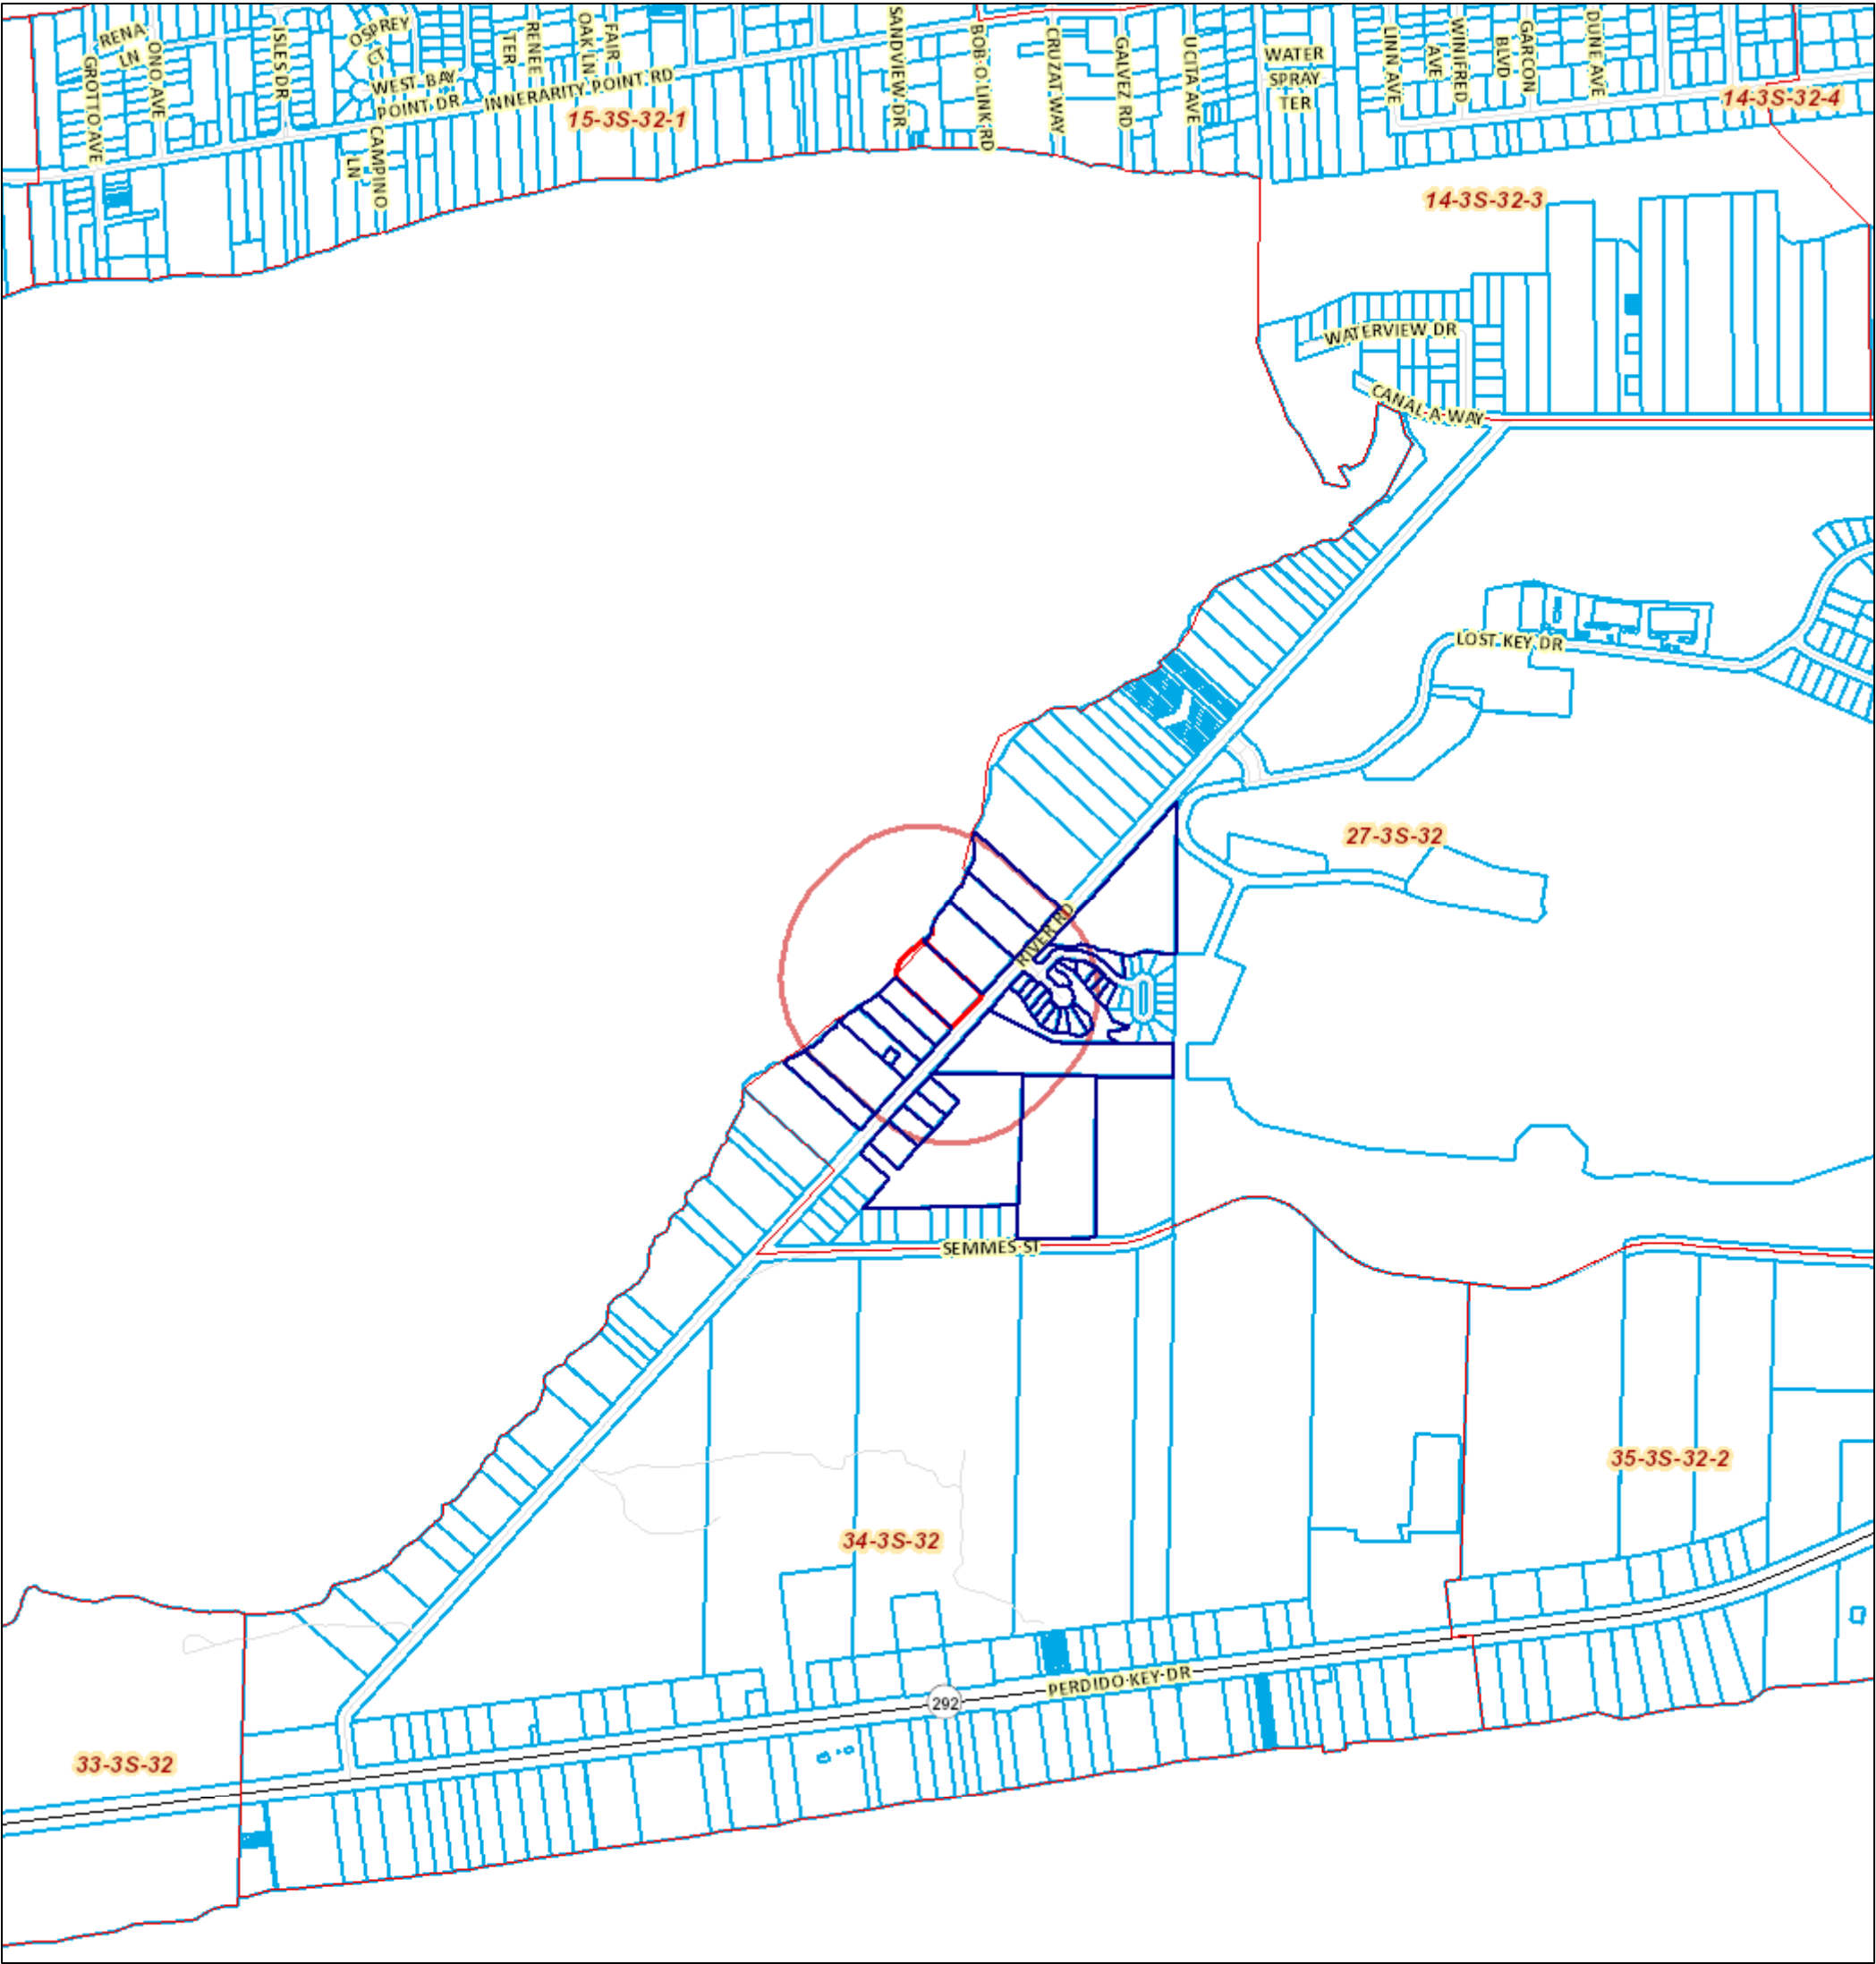 RENA
LN
ONO AVE
GROTTO AVE
ISLES DR
OSPREY
CT
WEST BAY
POINT DR
CAMPINO
LN
INNERARITY POINT RD
RENEE
TER
OAK LN
FAIR
15-3S-32-1
SANDVIEW DR
BOB O LINK RD
CRUZAT WAY
GALVEZ RD
UCITA AVE
WATER
SPRAY
TER
LINN AVE
WINIFRED
AVE
GARCON
BLVD
DUNE AVE
14-3S-32-4
14-3S-32-3
WATERVIEW DR
CANAL A WAY
LOST KEY DR
27-3S-32
RIVER RD
SEMMES ST
35-3S-32-2
34-3S-32
PERDIDO KEY DR
292
33-3S-32